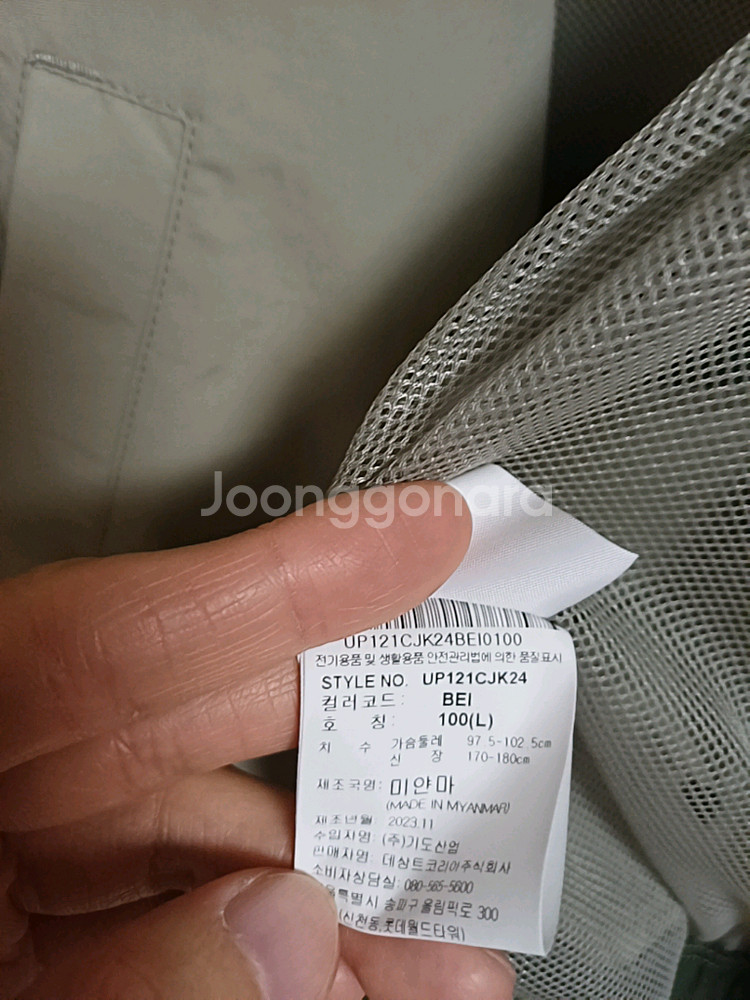 Joonggonara
UP121CJK24BEI0100
전기용품 및 생활용품 안전관리법에 의한 품질표시
STYLE NO. UP121CJK24
컬러코드: BEI
호 칭: 100(L)
치 수 가슴둘레 97.5-102.5cm
신 장 170-180cm
제조국명: 미얀마
(MADE IN MYANMAR)
제조년월: 2023.11
수입자명: (주)기도산업
판매자명: 데상트코리아주식회사
소비자상담실: 080-565-5600
울특별시 송파구 올림픽로 300
(신천동,롯데월드타워)